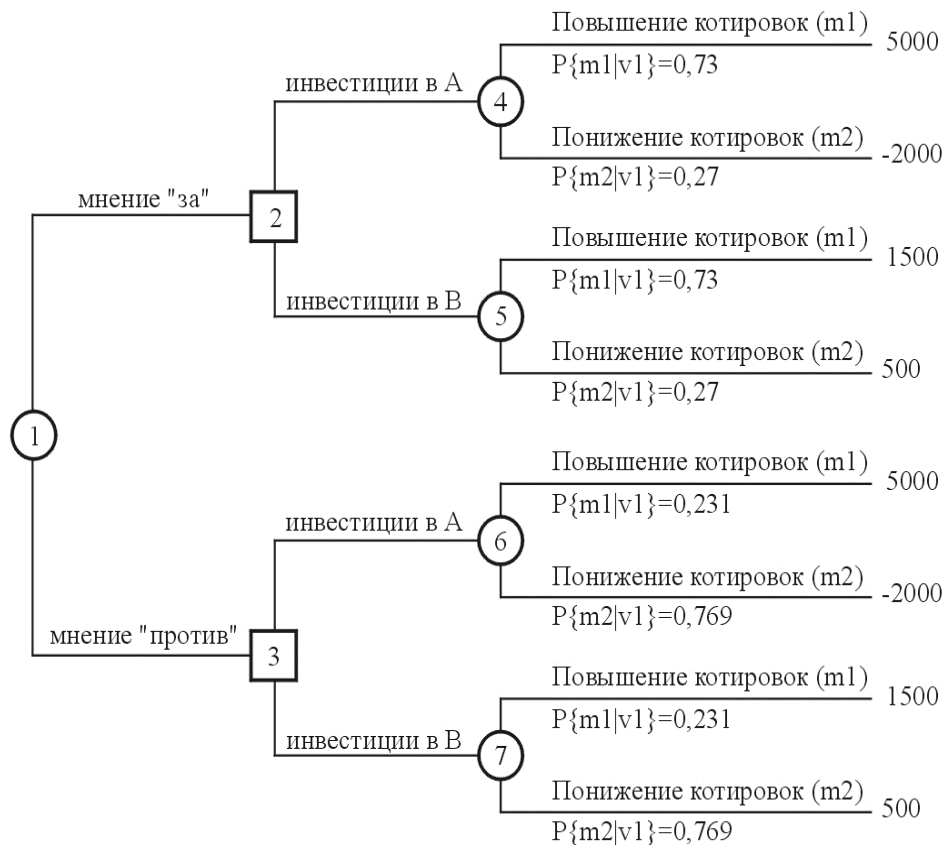 Повышение котировок (m1)
5000
P{m1|v1}=0,73
инвестиции в А
4
Понижение котировок (m2)
-2000
P{m2|v1}=0,27
мнение "за"
2
Повышение котировок (m1)
1500
P{m1|v1}=0,73
инвестиции в В
5
Понижение котировок (m2)
500
P{m2|v1}=0,27
1
Повышение котировок (m1)
5000
P{m1|v1}=0,231
инвестиции в А
6
Понижение котировок (m2)
-2000
P{m2|v1}=0,769
мнение "против"
3
Повышение котировок (m1)
1500
P{m1|v1}=0,231
инвестиции в В
7
Понижение котировок (m2)
500
P{m2|v1}=0,769